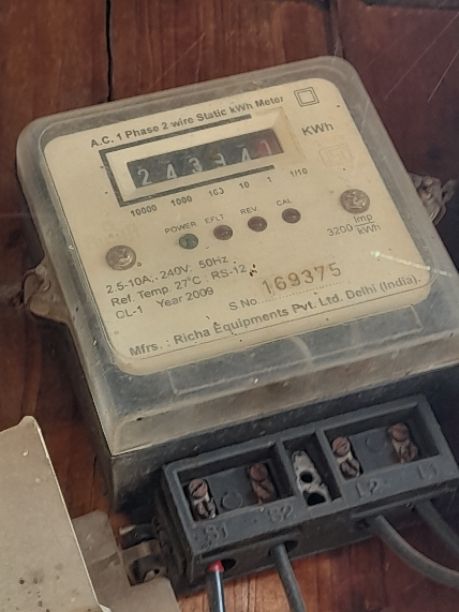 A.C. 1 Phase 2 wire Static kWh Meter
KWh
2 4 3 9 4 1
10000 1000 100 10 1 1/10
POWER EFLT REV. CAL
3200 Imp/kWh
2.5-10A., 240V, 50Hz
Ref. Temp. 27°C RS-12
CL-1 Year 2009
S No 169375
Mfrs. : Richa Equipments Pvt. Ltd. Delhi (India).
S1 S2 L2 L1